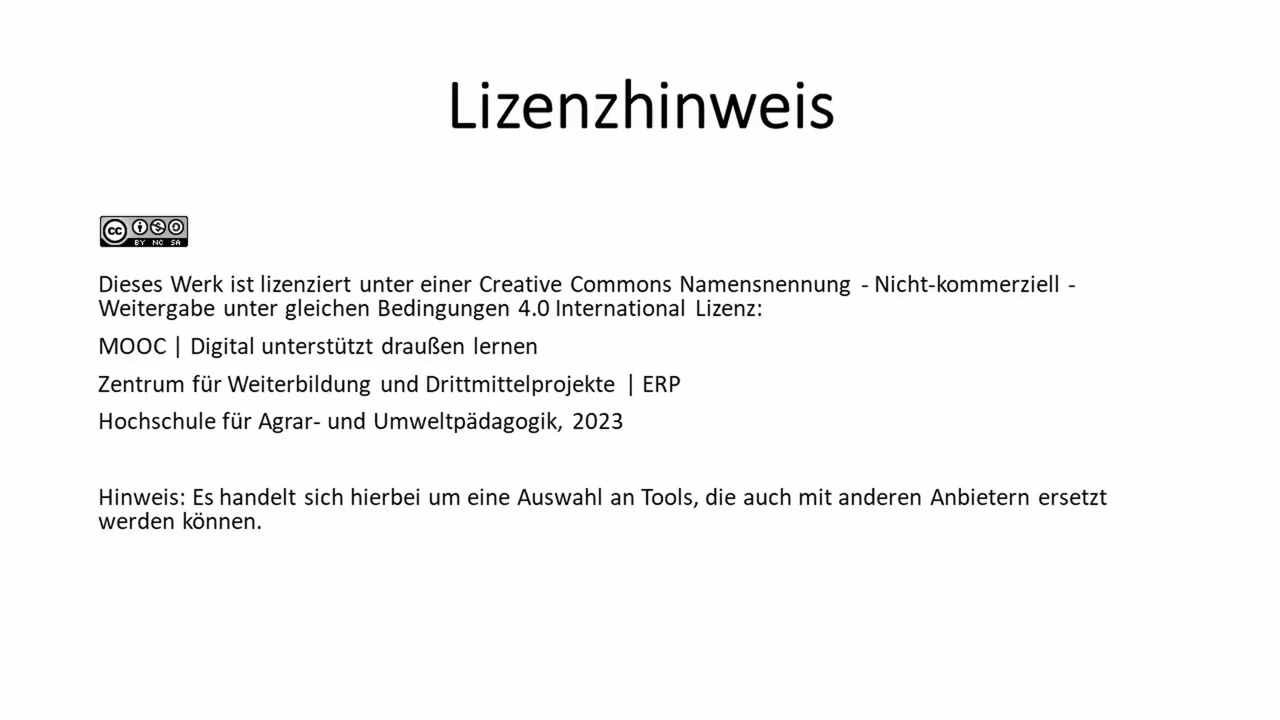 Lizenzhinweis
cc
BY NC SA
Dieses Werk ist lizenziert unter einer Creative Commons Namensnennung - Nicht-kommerziell -
Weitergabe unter gleichen Bedingungen 4.0 International Lizenz:
MOOC | Digital unterstützt draußen lernen
Zentrum für Weiterbildung und Drittmittelprojekte | ERP
Hochschule für Agrar- und Umweltpädagogik, 2023
Hinweis: Es handelt sich hierbei um eine Auswahl an Tools, die auch mit anderen Anbietern ersetzt
werden können.